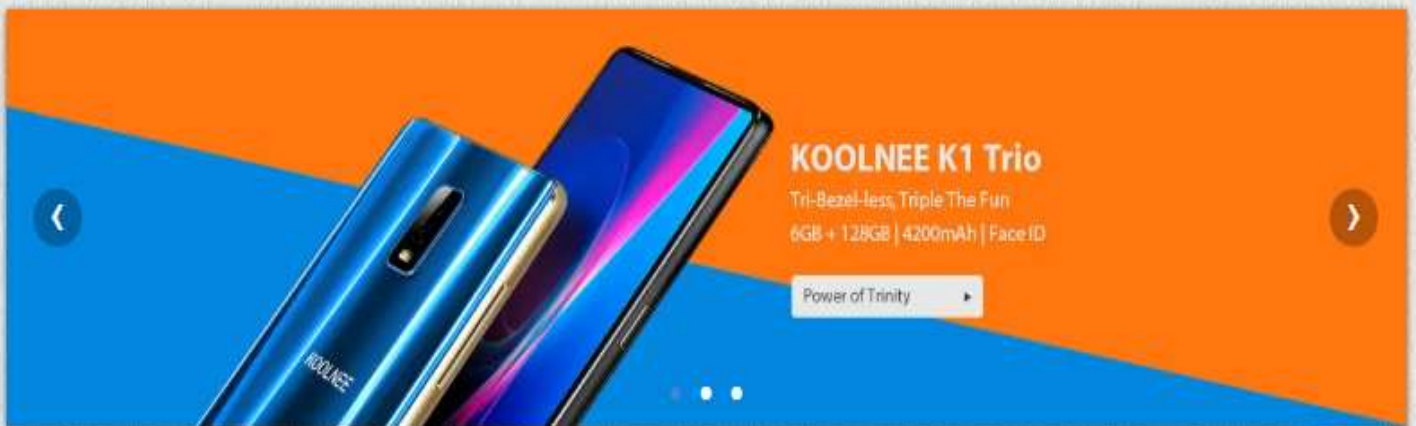 KOOLNEE K1 Trio
Tri-Bezel-less, Triple The Fun
6GB + 128GB | 4200mAh | Face ID
Power of Trinity
KOOLNEE